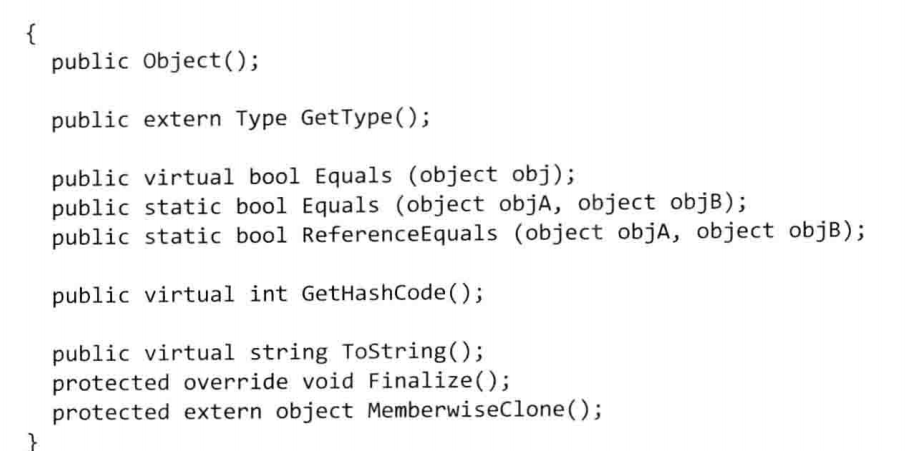 {
public Object();
public extern Type GetType();
public virtual bool Equals (object obj);
public static bool Equals (object objA, object objB);
public static bool ReferenceEquals (object objA, object objB);
public virtual int GetHashCode();
public virtual string ToString();
protected override void Finalize();
protected extern object MemberwiseClone();
}